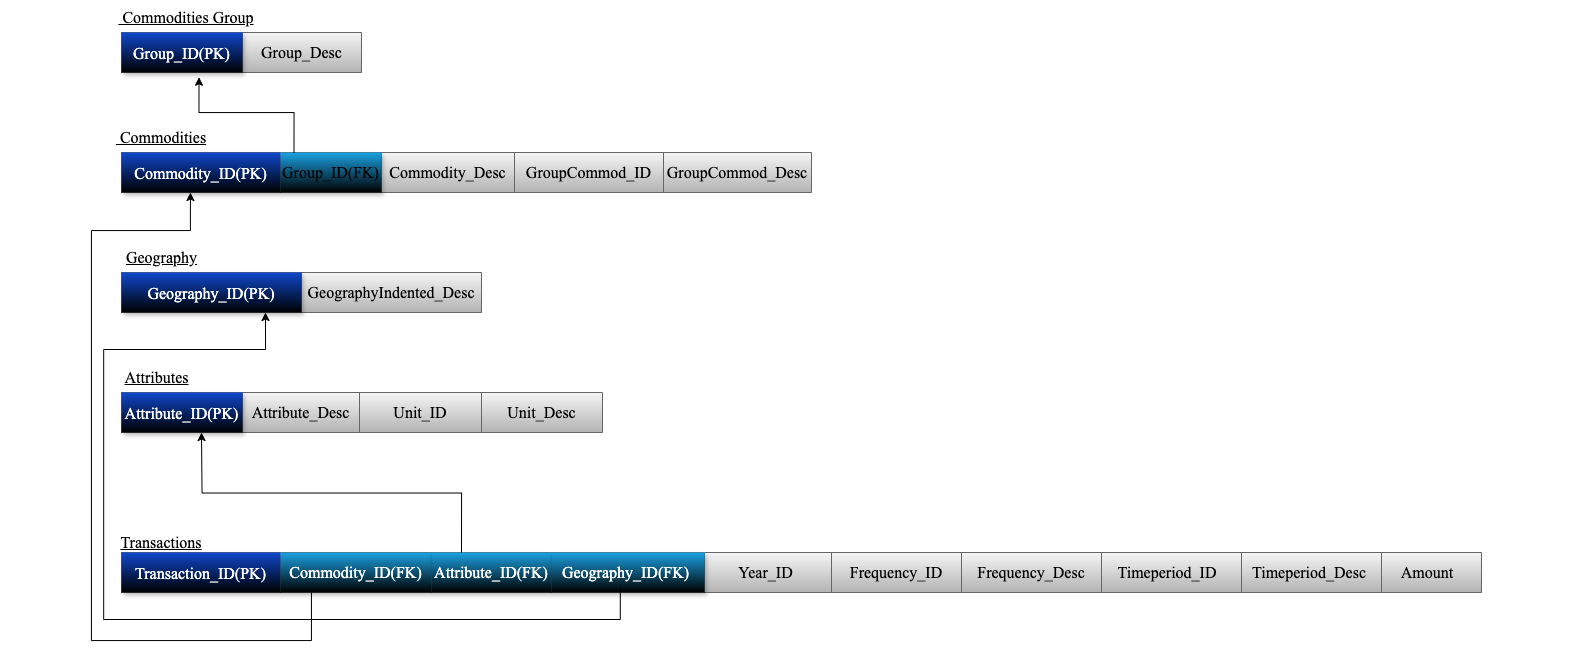 Commodities Group
Group_ID(PK) Group_Desc
Commodities
Commodity_ID(PK) Group_ID(FK) Commodity_Desc GroupCommod_ID GroupCommod_Desc
Geography
Geography_ID(PK) GeographyIndented_Desc
Attributes
Attribute_ID(PK) Attribute_Desc Unit_ID Unit_Desc
Transactions
Transaction_ID(PK) Commodity_ID(FK) Attribute_ID(FK) Geography_ID(FK) Year_ID Frequency_ID Frequency_Desc Timeperiod_ID Timeperiod_Desc Amount